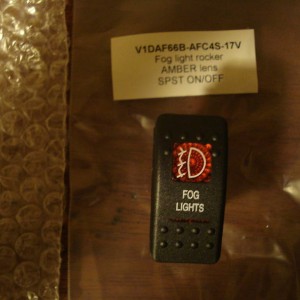 V1DAF66B-AFC4S-17V
Fog light rocker
AMBER lens
SPST ON/OFF
FOG
LIGHTS